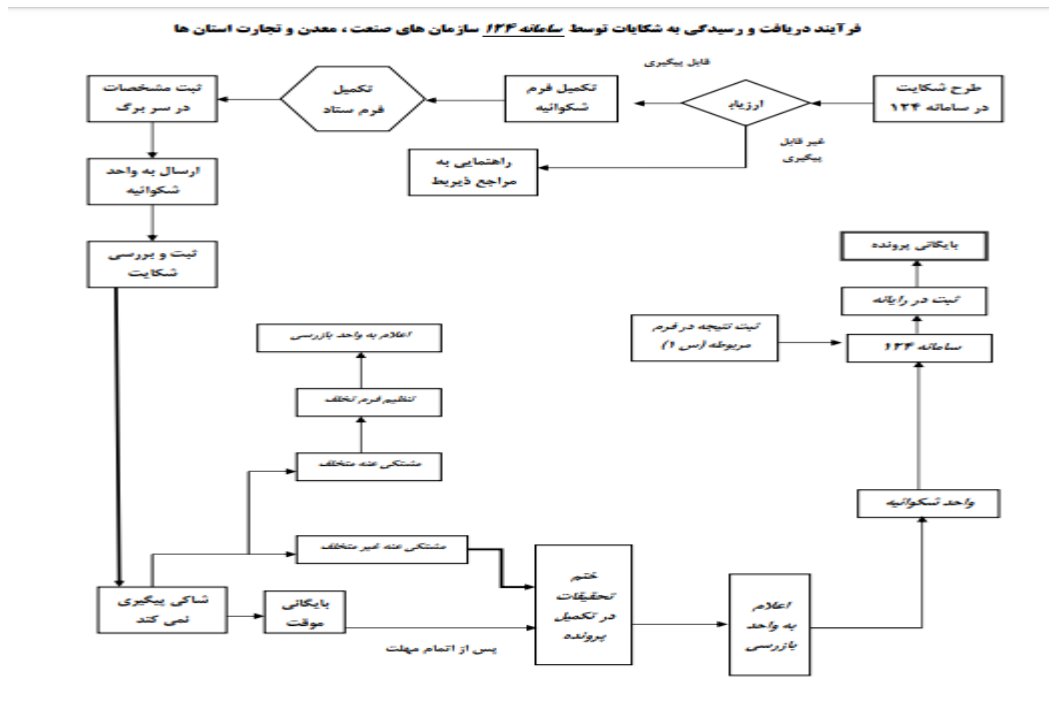 فرآیند دریافت و رسیدگی به شکایات توسط سامانه ۱۲۴ سازمان های صنعت ، معدن و تجارت استان ها
طرح شکایت
در سامانه ۱۲۴
ارزیاب
قابل پیگیری
غیر قابل
پیگیری
تکمیل فرم
شکوائیه
راهنمایی به
مراجع ذیربط
تکمیل
فرم ستاد
ثبت مشخصات
در سر برگ
ارسال به واحد
شکوائیه
ثبت و بررسی
شکایت
شاکی پیگیری
نمی کند
بایگانی
موقت
پس از اتمام مهلت
مشتکی عنه متخلف
تنظیم فرم تخلف
اعلام به واحد بازرسی
مشتکی عنه غیر متخلف
ختم
تحقیقات
در تکمیل
پرونده
اعلام
به واحد
بازرسی
واحد شکوائیه
سامانه ۱۲۴
ثبت نتیجه در فرم
مربوطه (س ۱)
ثبت در رایانه
بایگانی پرونده